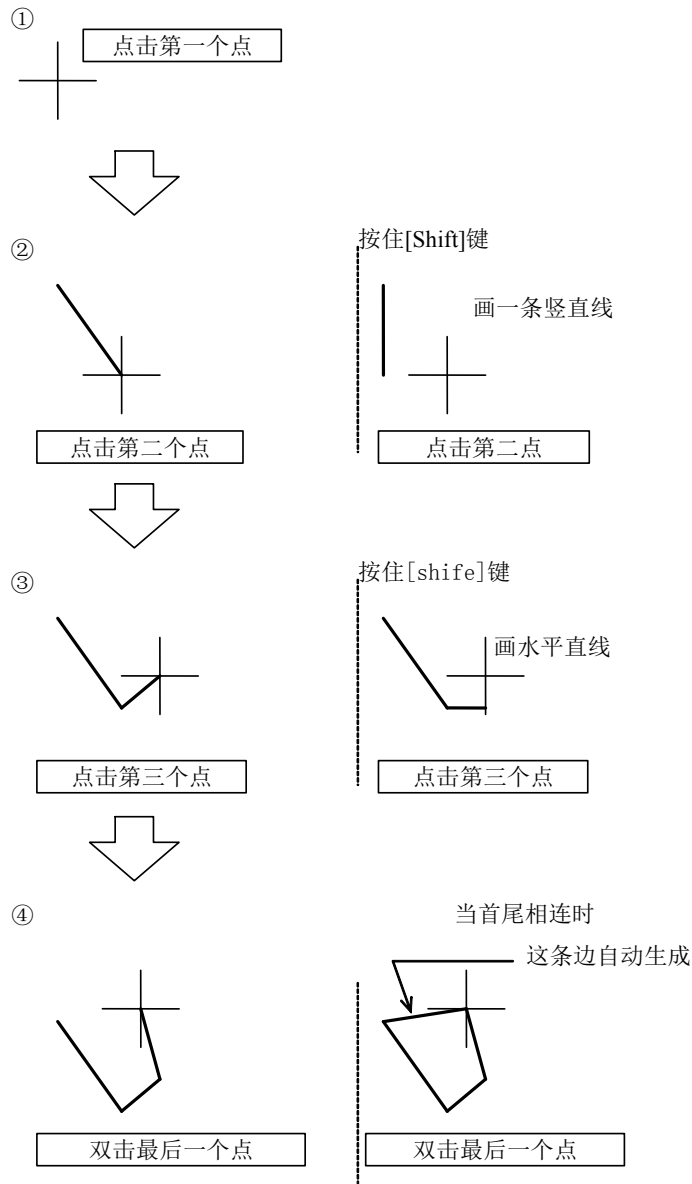 ①
点击第一个点
②
按住[Shift]键
画一条竖直线
点击第二个点
点击第二点
③
按住[shife]键
画水平直线
点击第三个点
点击第三个点
④
当首尾相连时
这条边自动生成
双击最后一个点
双击最后一个点